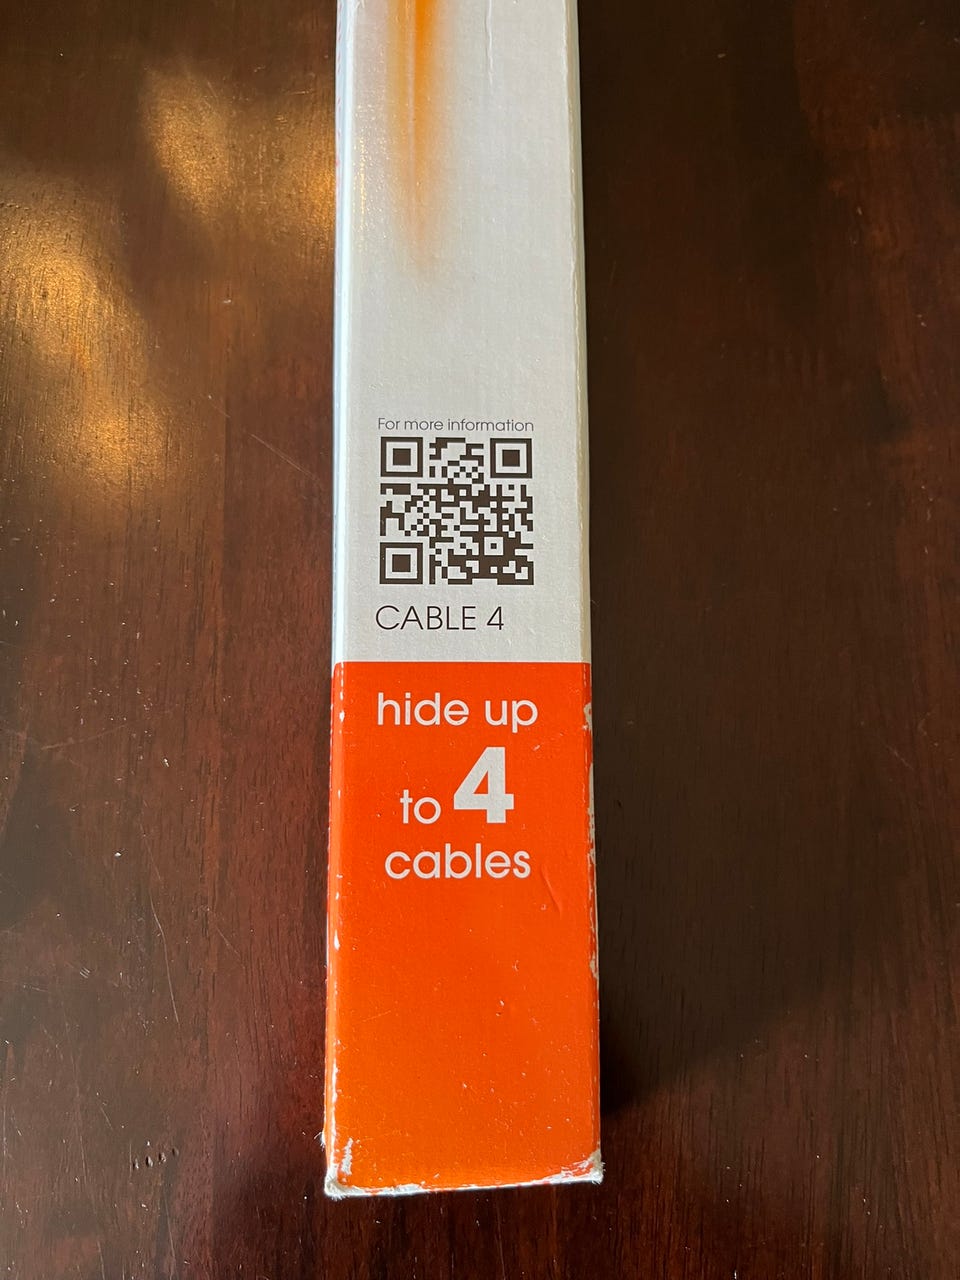 For more information
CABLE 4
hide up
to 4
cables